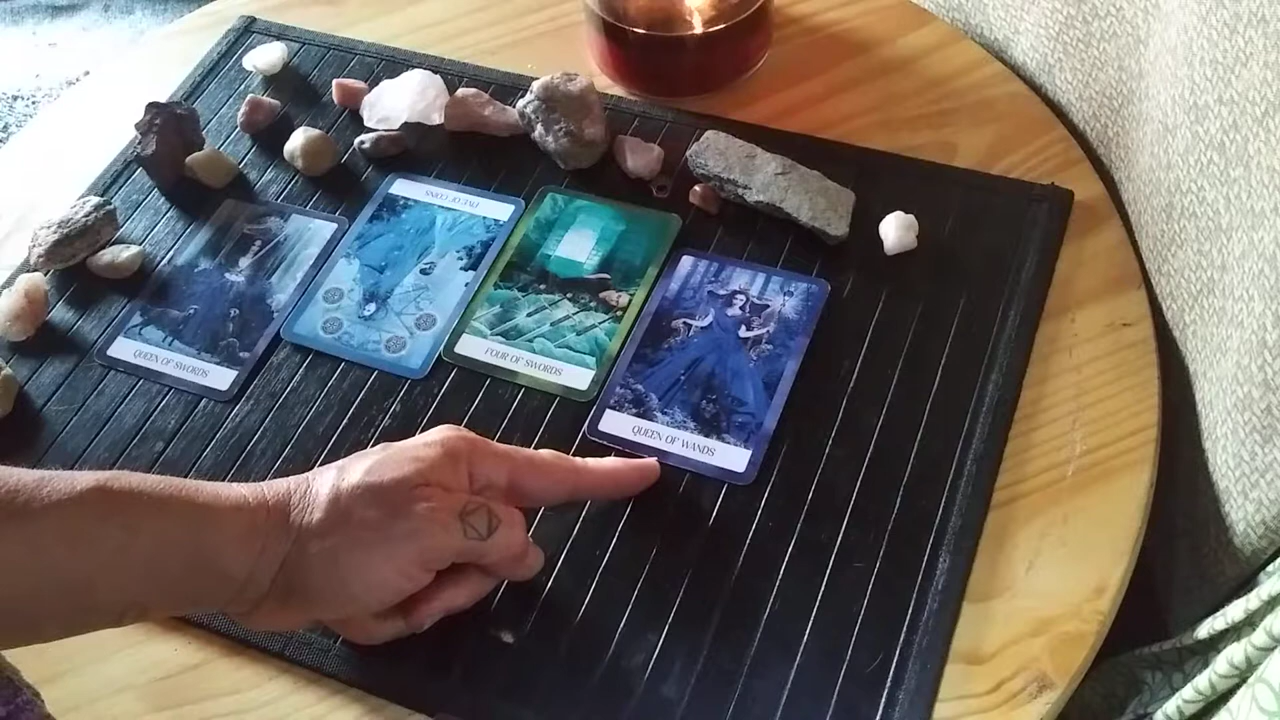 QUEEN OF SWORDS
FIVE OF COINS
FOUR OF SWORDS
QUEEN OF WANDS